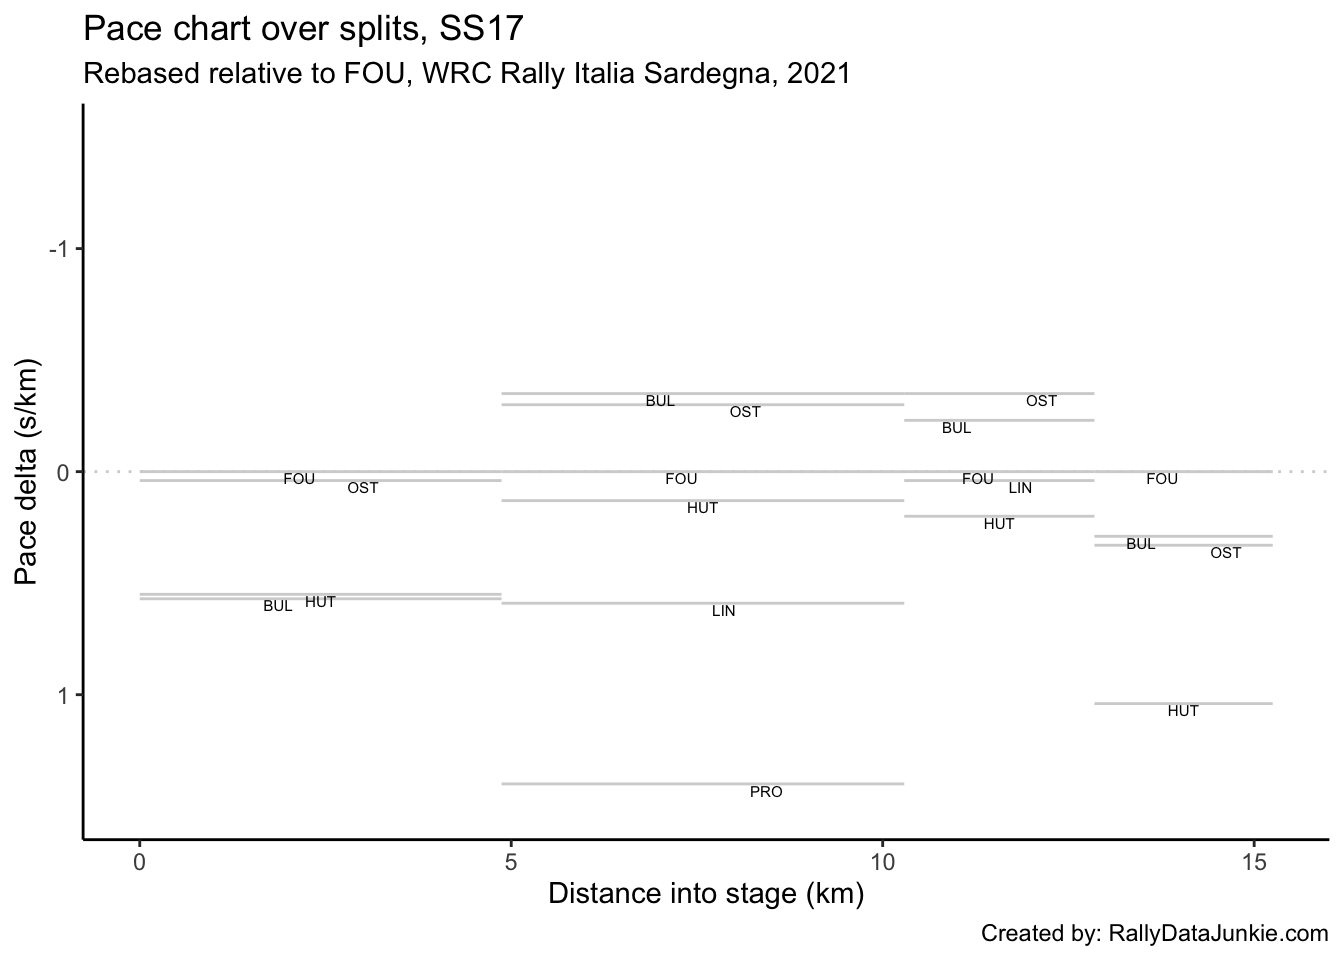 Pace chart over splits, SS17
Rebased relative to FOU, WRC Rally Italia Sardegna, 2021
Pace delta (s/km)
-1
0
1
BUL
OST
OST
BUL
FOU
OST
FOU
HUT
FOU
LIN
HUT
FOU
BUL
OST
BUL
HUT
LIN
HUT
PRO
0
5
10
15
Distance into stage (km)
Created by: RallyDataJunkie.com